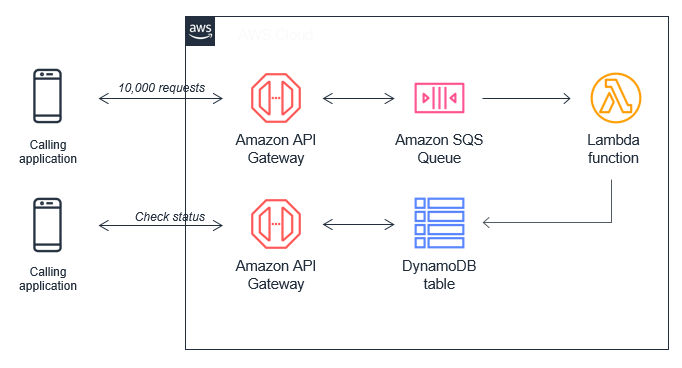 aws
AWS Cloud
10,000 requests
Calling
application
Amazon API
Gateway
Amazon SQS
Queue
Lambda
function
Check status
Calling
application
Amazon API
Gateway
DynamoDB
table